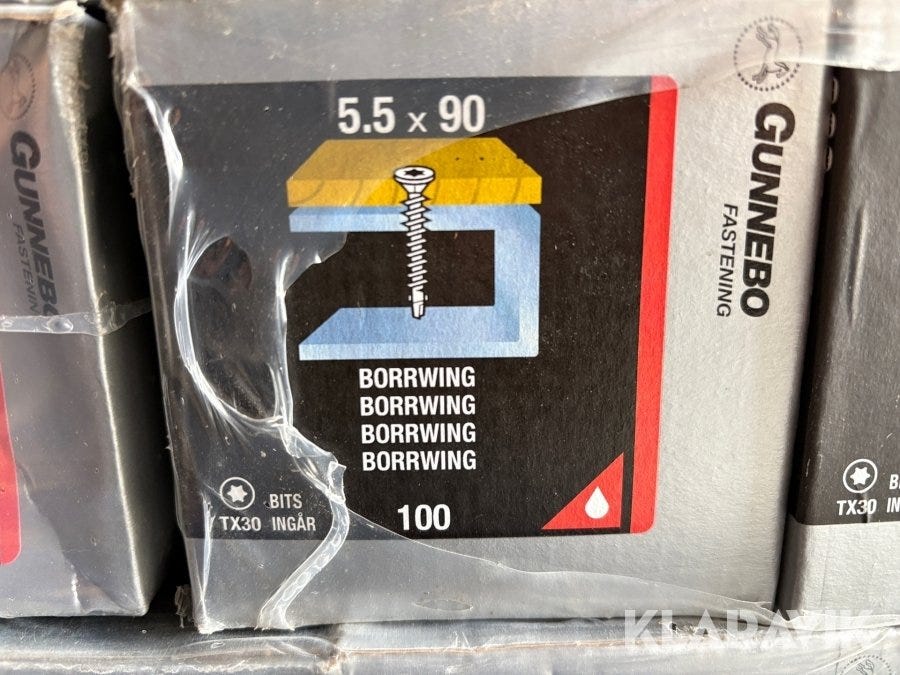 5.5 x 90
BORRWING
BORRWING
BORRWING
BORRWING
BITS
TX30 INGÅR
100
GUNNEBO
FASTENING
GUNNEBO
FASTENING
TX30
KLARAVIK